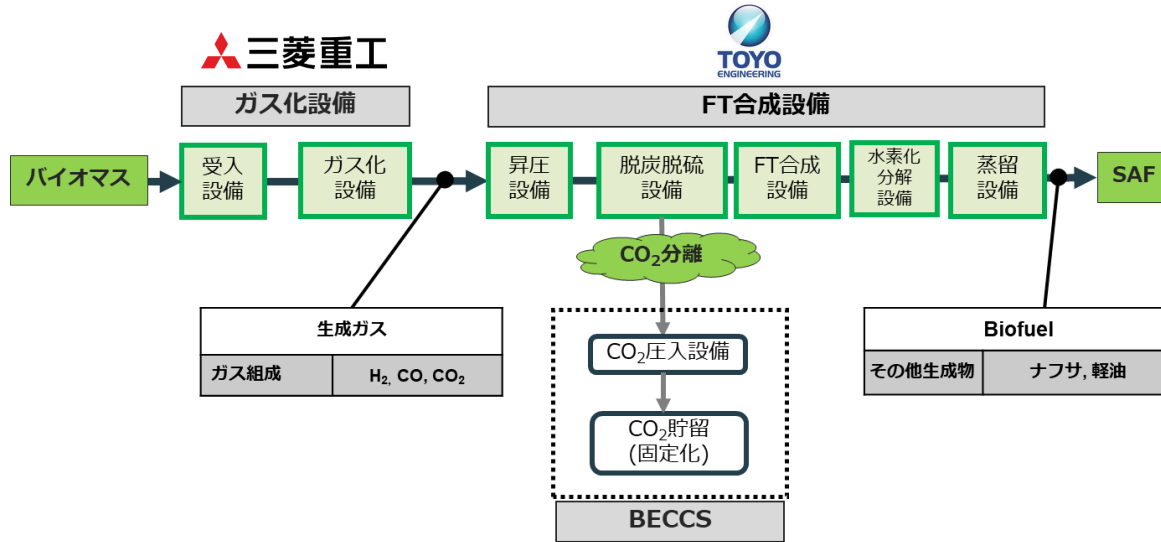 三菱重工
TOYO
ENGINEERING
ガス化設備
FT合成設備
バイオマス
受入
設備
ガス化
設備
昇圧
設備
脱炭脱硫
設備
FT合成
設備
水素化
分解
設備
蒸留
設備
SAF
CO₂分離
生成ガス
ガス組成
H₂, CO, CO₂
CO₂圧入設備
CO₂貯留
(固定化)
BECCS
Biofuel
その他生成物
ナフサ, 軽油